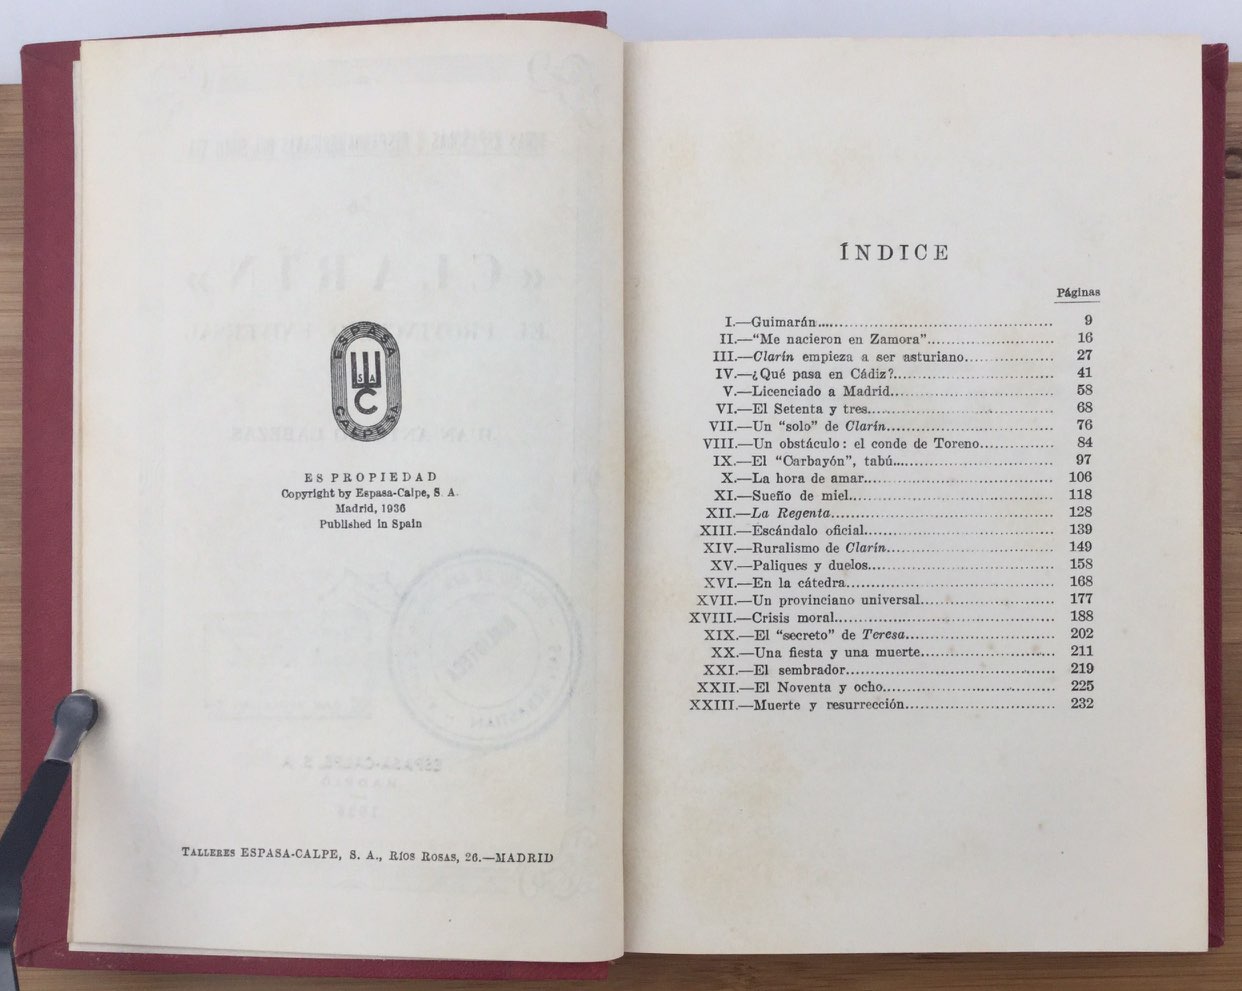 ESPASA
S A
C
CALPESA
ES PROPIEDAD
Copyright by Espasa-Calpe, S. A.
Madrid, 1936
Published in Spain
TALLERES ESPASA-CALPE, S. A., RÍOS ROSAS, 26.—MADRID
ÍNDICE
Páginas
I.—Guimarán 9
II.—"Me nacieron en Zamora" 16
III.—Clarín empieza a ser asturiano 27
IV.—¿Qué pasa en Cádiz? 41
V.—Licenciado a Madrid 58
VI.—El Setenta y tres 68
VII.—Un "solo" de Clarín 76
VIII.—Un obstáculo: el conde de Toreno 84
IX.—El "Carbayón", tabú 97
X.—La hora de amar 106
XI.—Sueño de miel 118
XII.—La Regenta 128
XIII.—Escándalo oficial 139
XIV.—Ruralismo de Clarín 149
XV.—Paliques y duelos 158
XVI.—En la cátedra 168
XVII.—Un provinciano universal 177
XVIII.—Crisis moral 188
XIX.—El "secreto" de Teresa 202
XX.—Una fiesta y una muerte 211
XXI.—El sembrador 219
XXII.—El Noventa y ocho 225
XXIII.—Muerte y resurrección 232